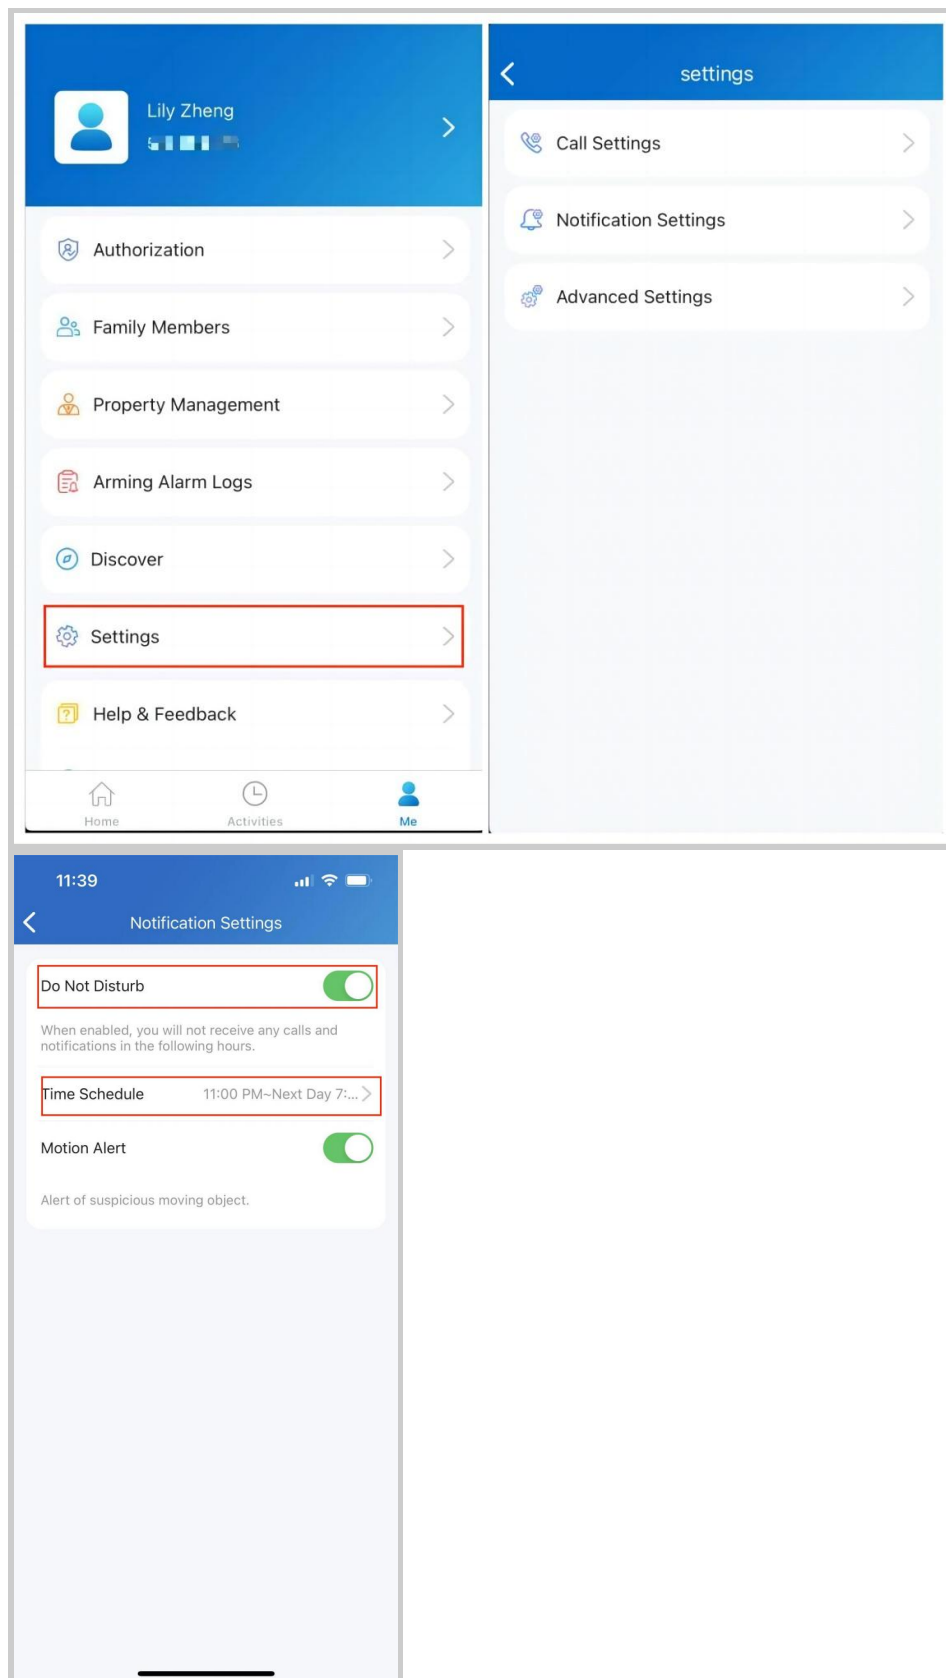 Lily Zheng
Authorization
Family Members
Property Management
Arming Alarm Logs
Discover
Settings
Help & Feedback
Home
Activities
Me
settings
Call Settings
Notification Settings
Advanced Settings
11:39
Notification Settings
Do Not Disturb
When enabled, you will not receive any calls and
notifications in the following hours.
Time Schedule 11:00 PM~Next Day 7:...
Motion Alert
Alert of suspicious moving object.